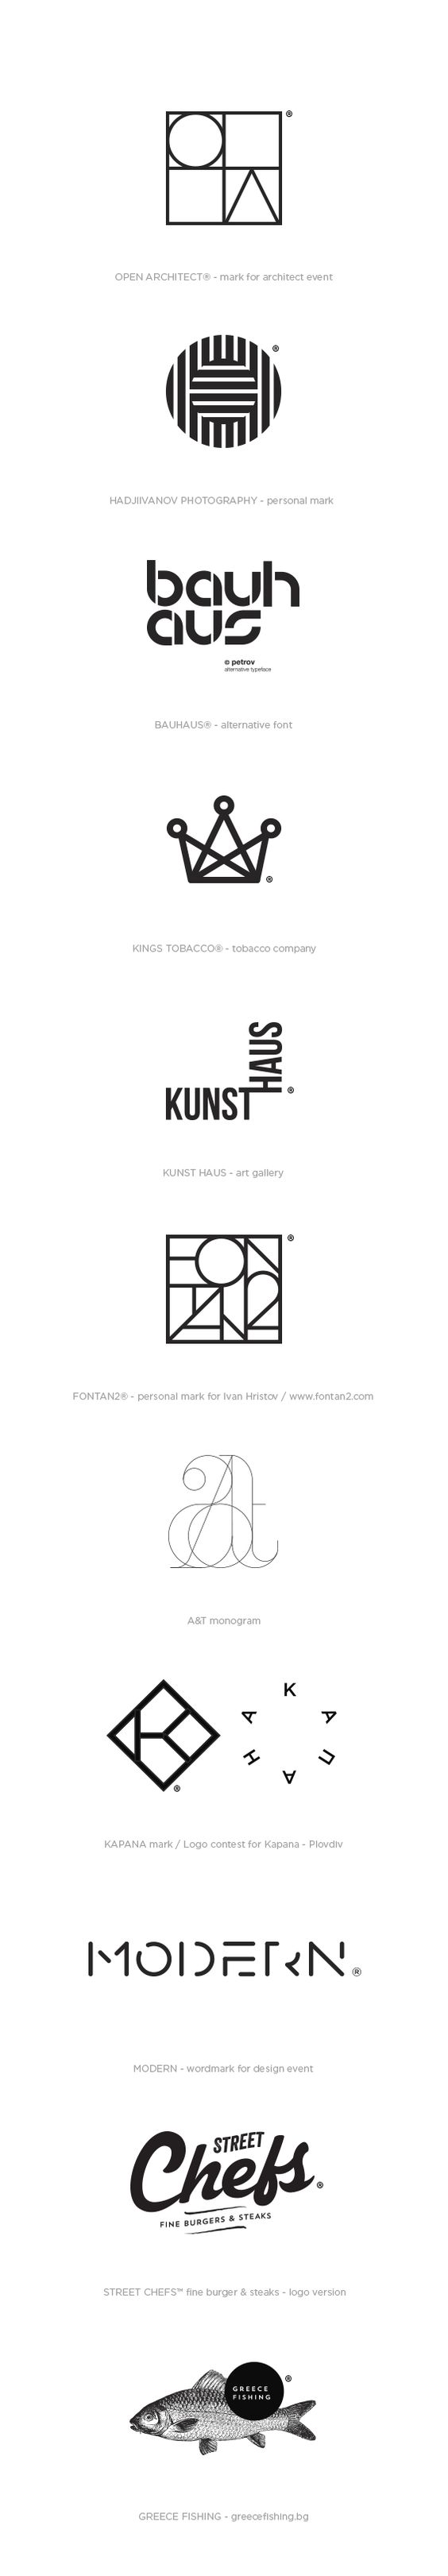 ®
OPEN ARCHITECT® - mark for architect event
®
HADJIIVANOV PHOTOGRAPHY - personal mark
bauh
aus
© petrov
alternative typeface
BAUHAUS® - alternative font
®
KINGS TOBACCO® - tobacco company
HAUS
KUNST ®
KUNST HAUS - art gallery
®
FONTAN2
FONTAN2® - personal mark for Ivan Hristov / www.fontan2.com
a&t
A&T monogram
K ®
KAПAHA
KAPANA mark / Logo contest for Kapana - Plovdiv
MODERN®
MODERN - wordmark for design event
STREET
Chefs®
FINE BURGERS & STEAKS
STREET CHEFS™ fine burger & steaks - logo version
GREECE ®
FISHING
GREECE FISHING - greecefishing.bg